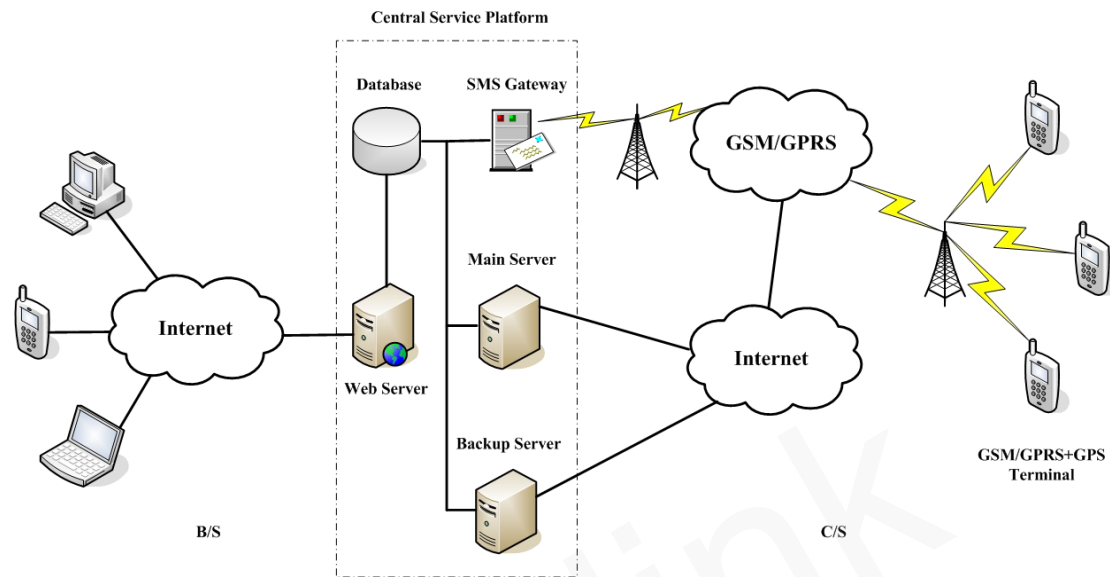 Central Service Platform
Database
SMS Gateway
GSM/GPRS
Main Server
Internet
Internet
Web Server
Backup Server
GSM/GPRS+GPS
Terminal
B/S
C/S